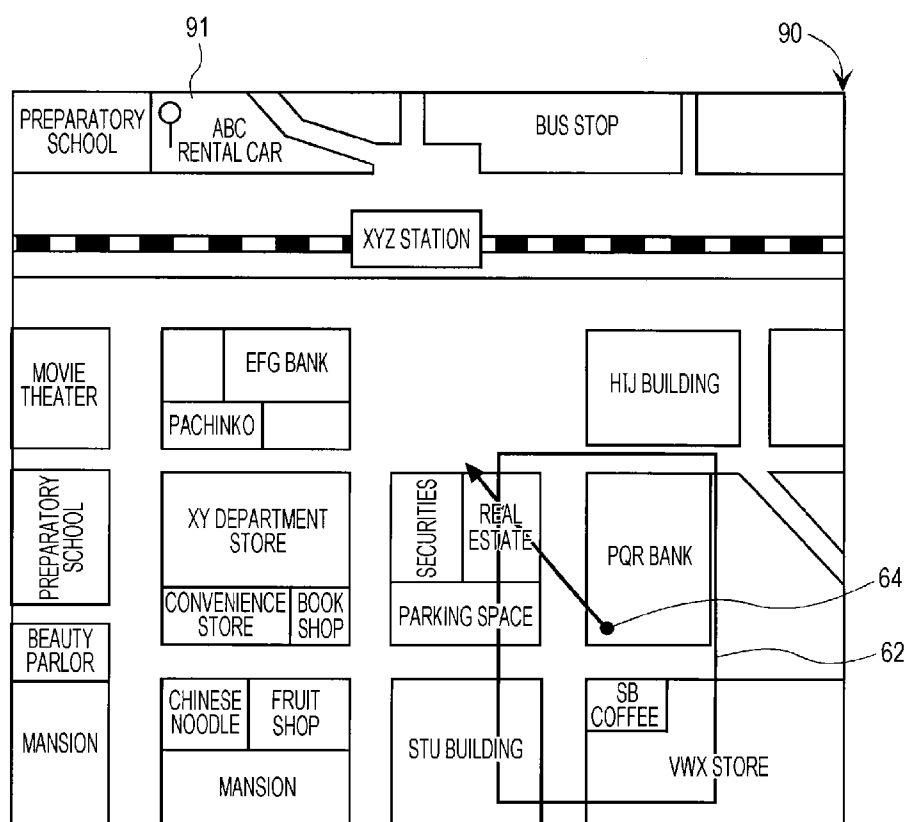 91
90
PREPARATORY
SCHOOL
ABC
RENTAL CAR
BUS STOP
XYZ STATION
MOVIE
THEATER
EFG BANK
PACHINKO
HIJ BUILDING
PREPARATORY
SCHOOL
XY DEPARTMENT
STORE
SECURITIES
REAL
ESTATE
PQR BANK
CONVENIENCE
STORE
BOOK
SHOP
PARKING SPACE
64
62
BEAUTY
PARLOR
MANSION
CHINESE
NOODLE
FRUIT
SHOP
MANSION
STU BUILDING
SB
COFFEE
VWX STORE